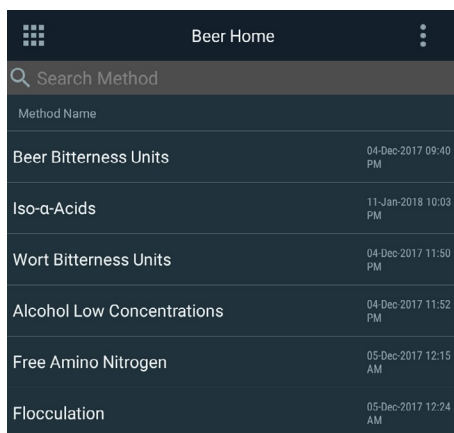 Beer Home
Search Method
Method Name
Beer Bitterness Units
04-Dec-2017 09:40
PM
Iso-α-Acids
11-Jan-2018 10:03
PM
Wort Bitterness Units
04-Dec-2017 11:50
PM
Alcohol Low Concentrations
04-Dec-2017 11:52
PM
Free Amino Nitrogen
05-Dec-2017 12:15
AM
Flocculation
05-Dec-2017 12:24
AM